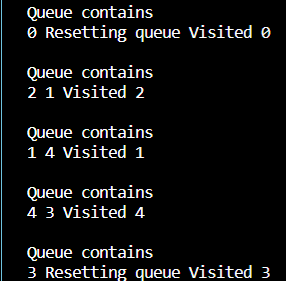 Queue contains
0 Resetting queue Visited 0
Queue contains
2 1 Visited 2
Queue contains
1 4 Visited 1
Queue contains
4 3 Visited 4
Queue contains
3 Resetting queue Visited 3